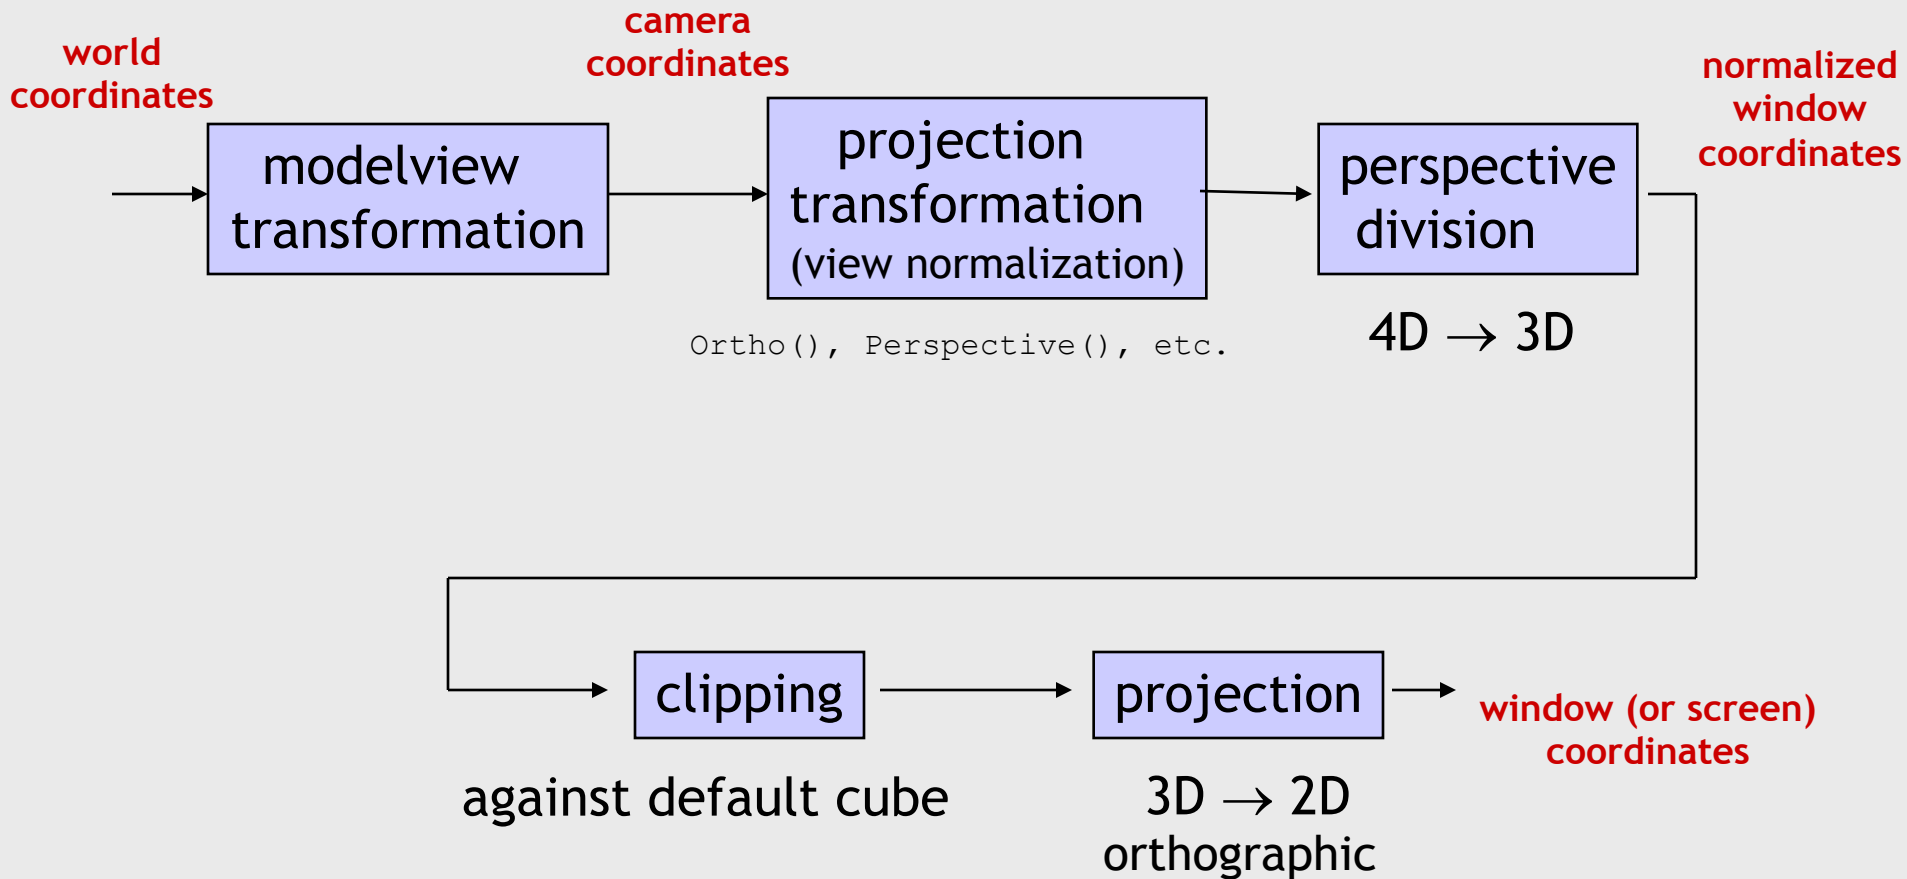 world
coordinates
modelview
transformation
camera
coordinates
projection
transformation
(view normalization)
Ortho(), Perspective(), etc.
perspective
division
4D → 3D
normalized
window
coordinates
clipping
against default cube
projection
3D → 2D
orthographic
window (or screen)
coordinates